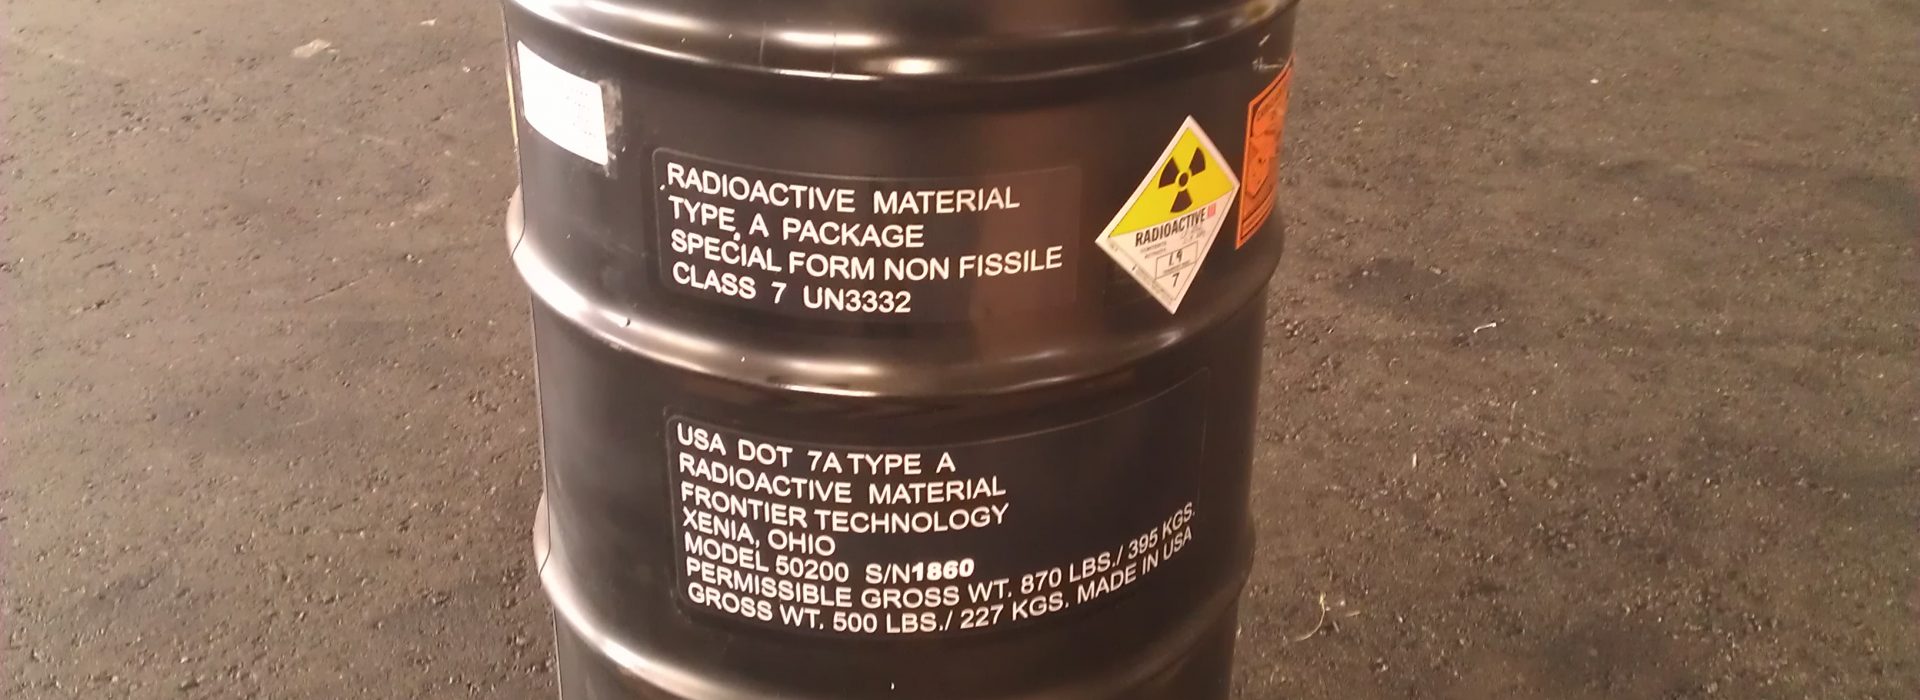 RADIOACTIVE MATERIAL
TYPE A PACKAGE
SPECIAL FORM NON FISSILE
CLASS 7 UN3332
RADIOACTIVE III
1.9
7
USA DOT 7A TYPE A
RADIOACTIVE MATERIAL
FRONTIER TECHNOLOGY
XENIA, OHIO
MODEL 50200 S/N1860
PERMISSIBLE GROSS WT. 870 LBS./ 395 KGS.
GROSS WT. 500 LBS./ 227 KGS. MADE IN USA